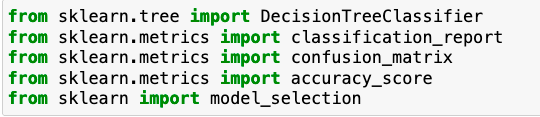 from sklearn.tree import DecisionTreeClassifier
from sklearn.metrics import classification_report
from sklearn.metrics import confusion_matrix
from sklearn.metrics import accuracy_score
from sklearn import model_selection